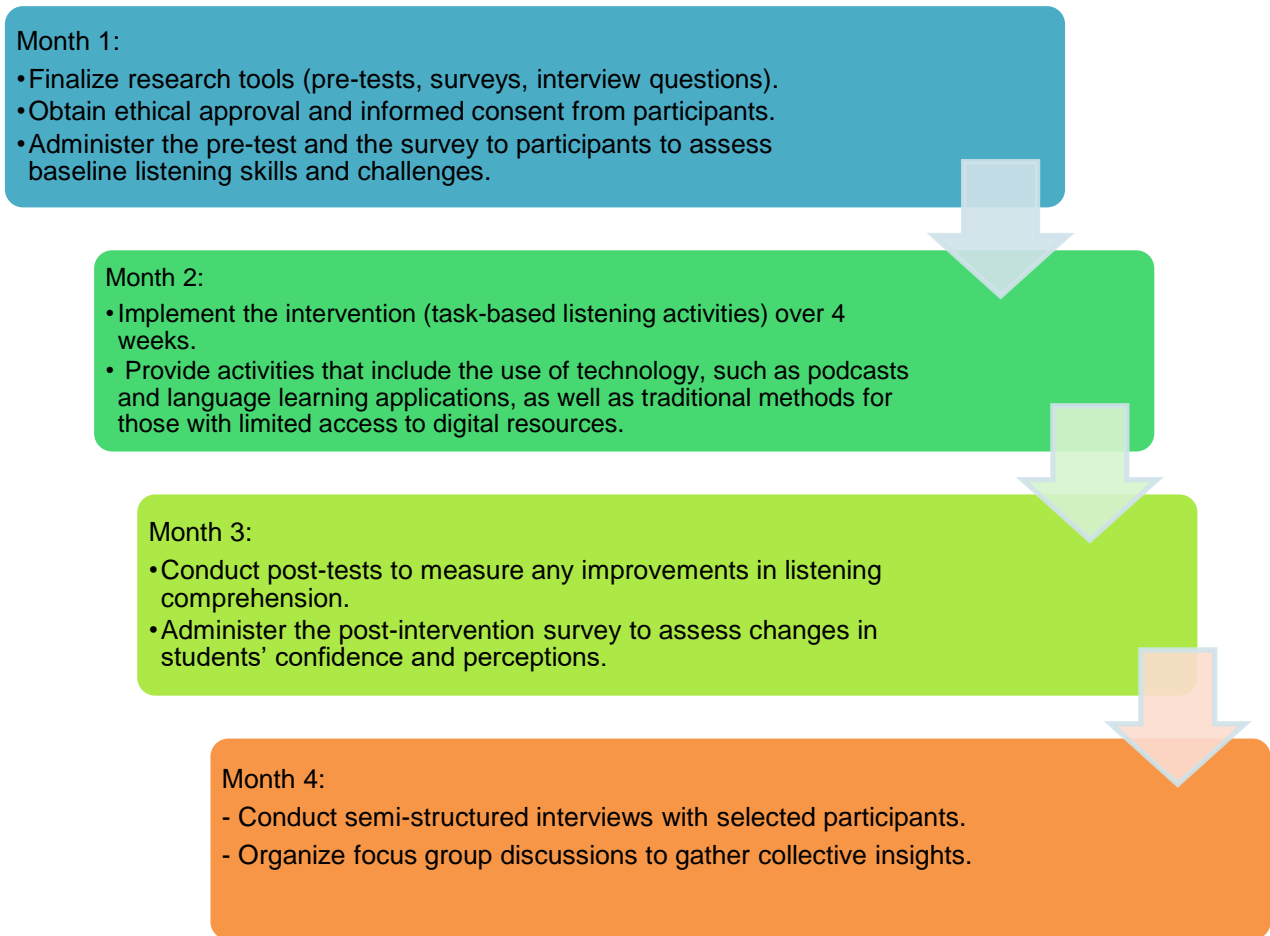 Month 1:
•Finalize research tools (pre-tests, surveys, interview questions).
•Obtain ethical approval and informed consent from participants.
•Administer the pre-test and the survey to participants to assess
baseline listening skills and challenges.
Month 2:
•Implement the intervention (task-based listening activities) over 4
weeks.
• Provide activities that include the use of technology, such as podcasts
and language learning applications, as well as traditional methods for
those with limited access to digital resources.
Month 3:
•Conduct post-tests to measure any improvements in listening
comprehension.
•Administer the post-intervention survey to assess changes in
students’ confidence and perceptions.
Month 4:
- Conduct semi-structured interviews with selected participants.
- Organize focus group discussions to gather collective insights.